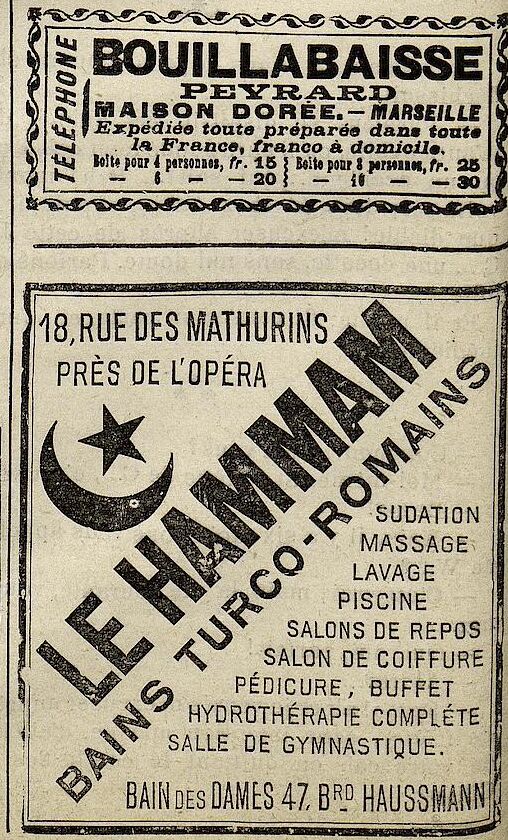 TÉLÉPHONE
BOUILLABAISSE
PEYRARD
MAISON DORÉE.—MARSEILLE
Expédiée toute préparée dans toute
la France, franco à domicile.
Boîte pour 4 personnes, fr. 15 Boîte pour 8 personnes, fr. 25
— 6 — — 20 — 10 — — 30
18, RUE DES MATHURINS
PRÈS DE L'OPÉRA
LE HAMMAM
BAINS TURCO-ROMAINS
SUDATION
MASSAGE
LAVAGE
PISCINE
SALONS DE REPOS
SALON DE COIFFURE
PÉDICURE, BUFFET
HYDROTHÉRAPIE COMPLÉTE
SALLE DE GYMNASTIQUE.
BAIN DES DAMES 47, BRD HAUSSMANN